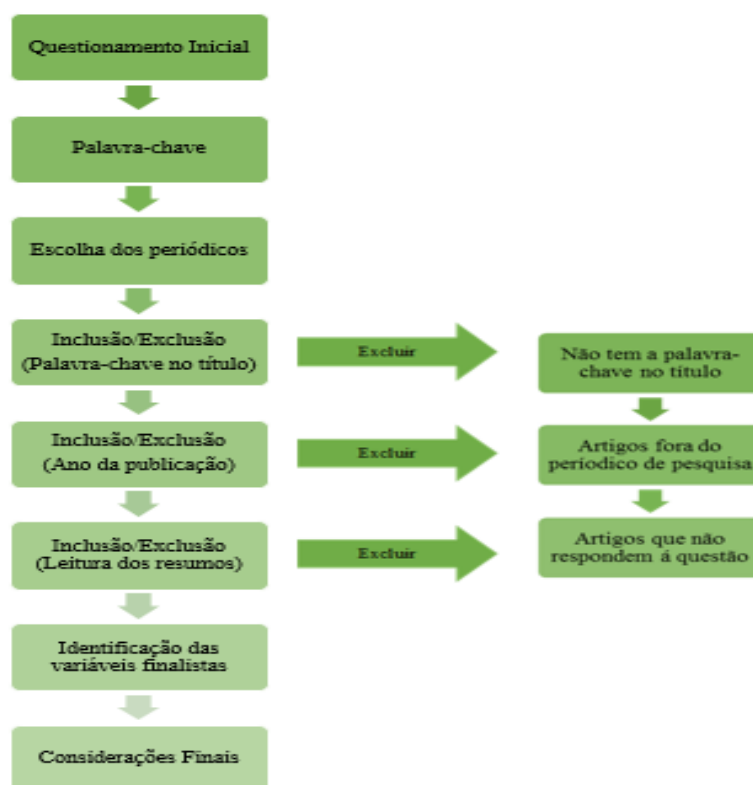 Questionamento Inicial
Palavra-chave
Escolha dos periódicos
Inclusão/Exclusão
(Palavra-chave no título)
Excluir
Não tem a palavra-
chave no título
Inclusão/Exclusão
(Ano da publicação)
Excluir
Artigos fora do
periodico de pesquisa
Inclusão/Exclusão
(Leitura dos resumos)
Excluir
Artigos que não
respondem á questão
Identificação das
variáveis finalistas
Considerações Finais